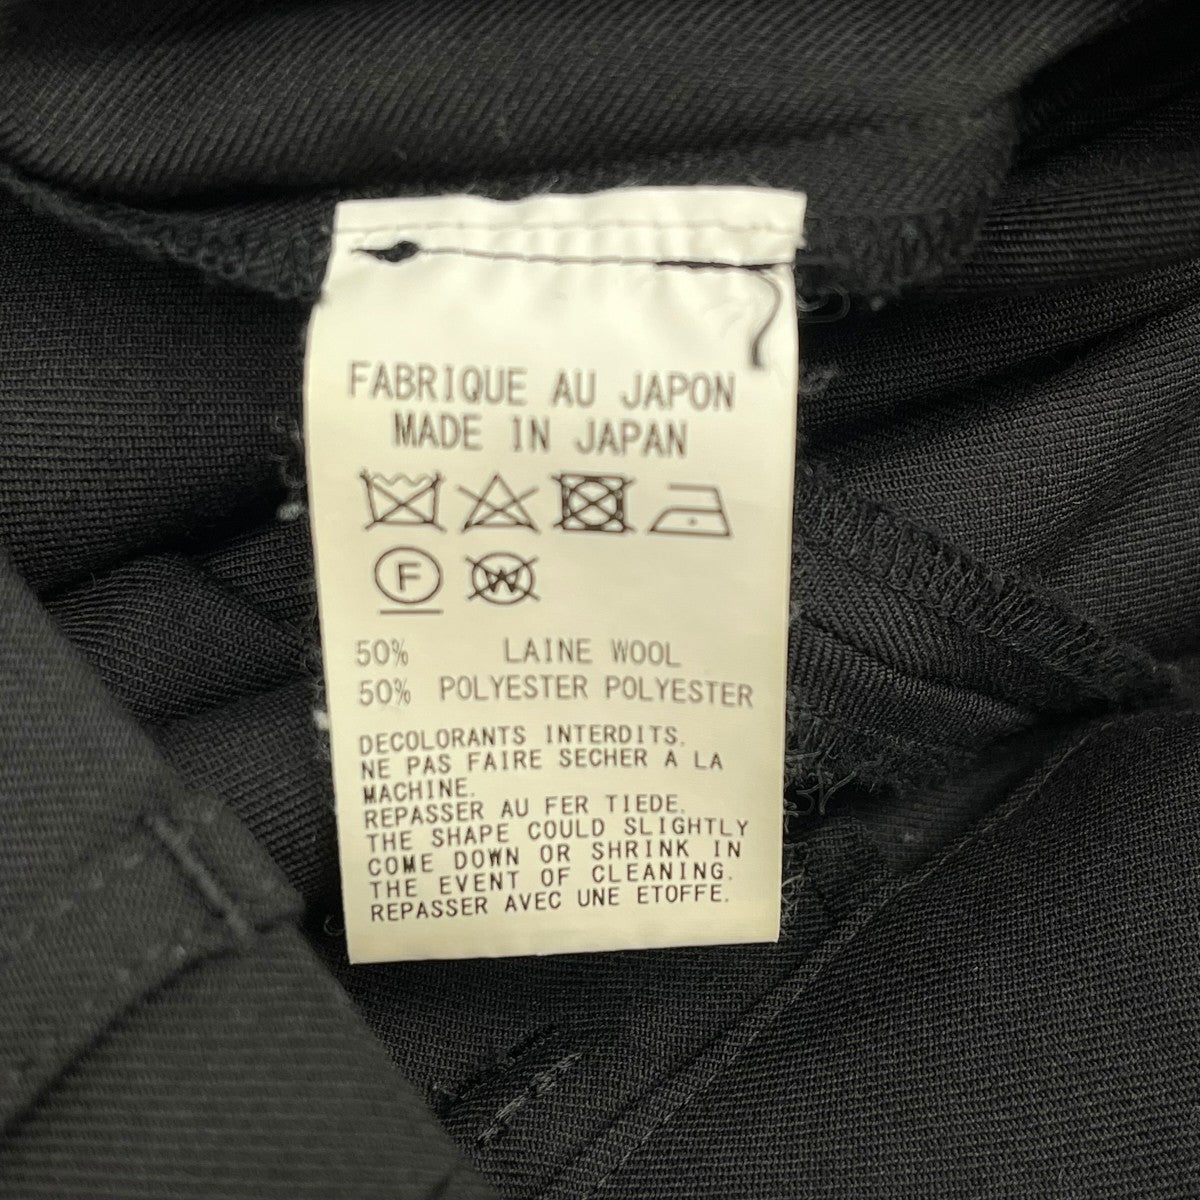 FABRIQUE AU JAPON
MADE IN JAPAN
F W
50% LAINE WOOL
50% POLYESTER POLYESTER
DECOLORANTS INTERDITS.
NE PAS FAIRE SECHER A LA
MACHINE.
REPASSER AU FER TIEDE.
THE SHAPE COULD SLIGHTLY
COME DOWN OR SHRINK IN
THE EVENT OF CLEANING.
REPASSER AVEC UNE ETOFFE.